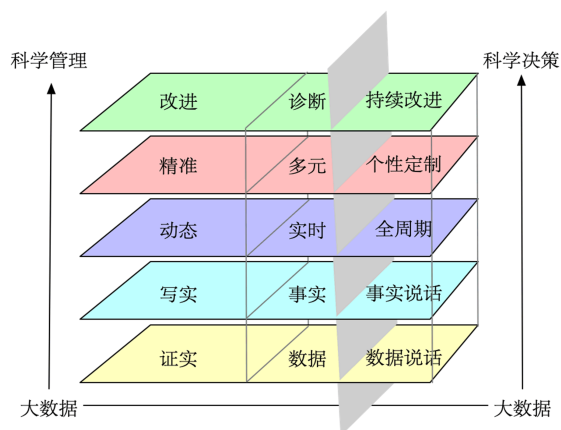 科学管理
科学决策
改进 诊断 持续改进
精准 多元 个性定制
动态 实时 全周期
写实 事实 事实说话
证实 数据 数据说话
大数据 大数据